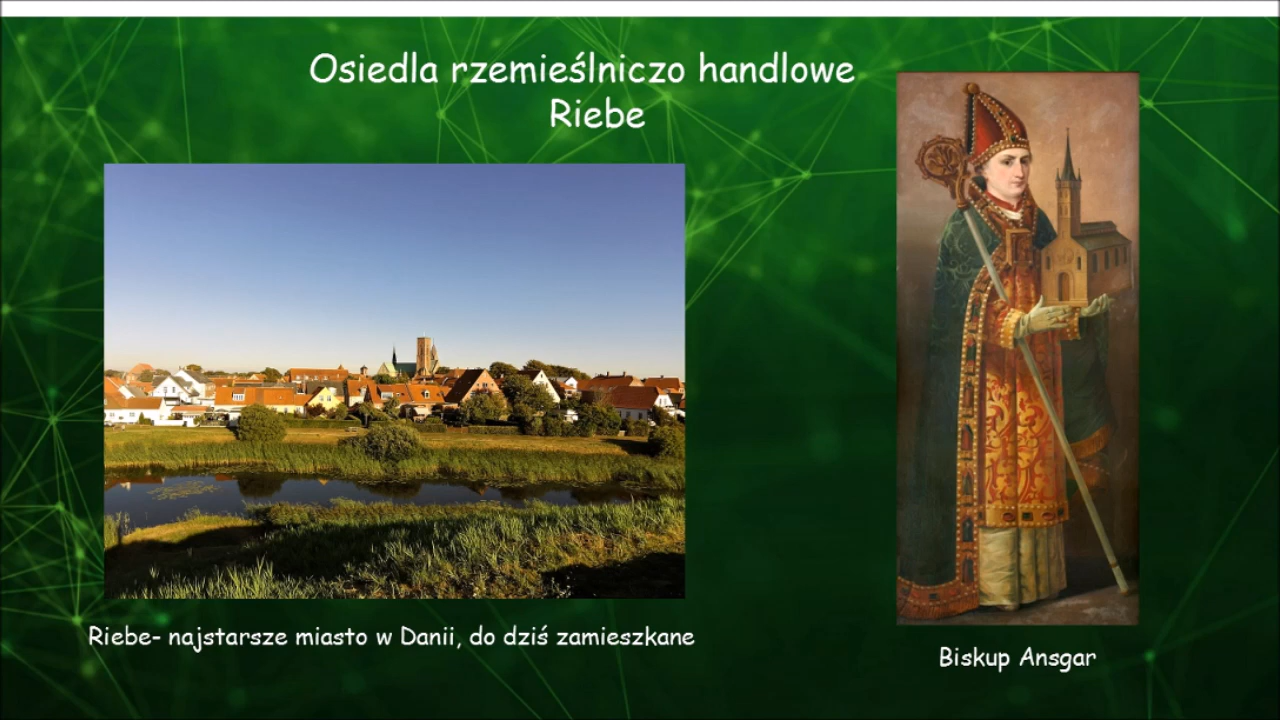 Osiedla rzemieślniczo handlowe
Riebe
Riebe- najstarsze miasto w Danii, do dziś zamieszkane
Biskup Ansgar